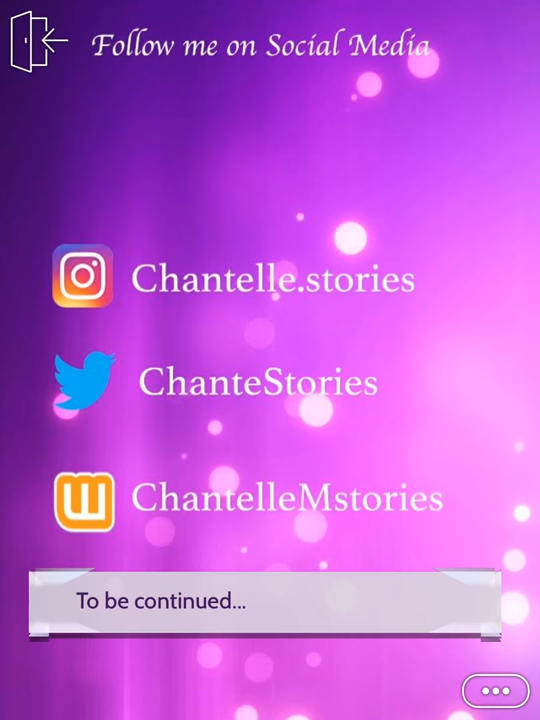 Follow me on Social Media
Chantelle.stories
ChanteStories
ChantelleMstories
To be continued...